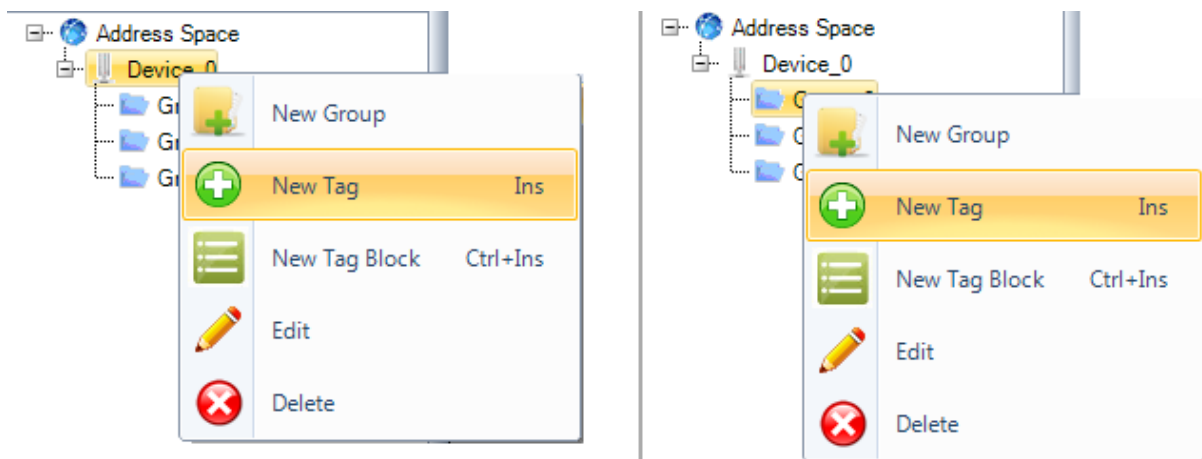 Address Space
Device_0
New Group
New Tag Ins
New Tag Block Ctrl+Ins
Edit
Delete
Address Space
Device_0
New Group
New Tag Ins
New Tag Block Ctrl+Ins
Edit
Delete